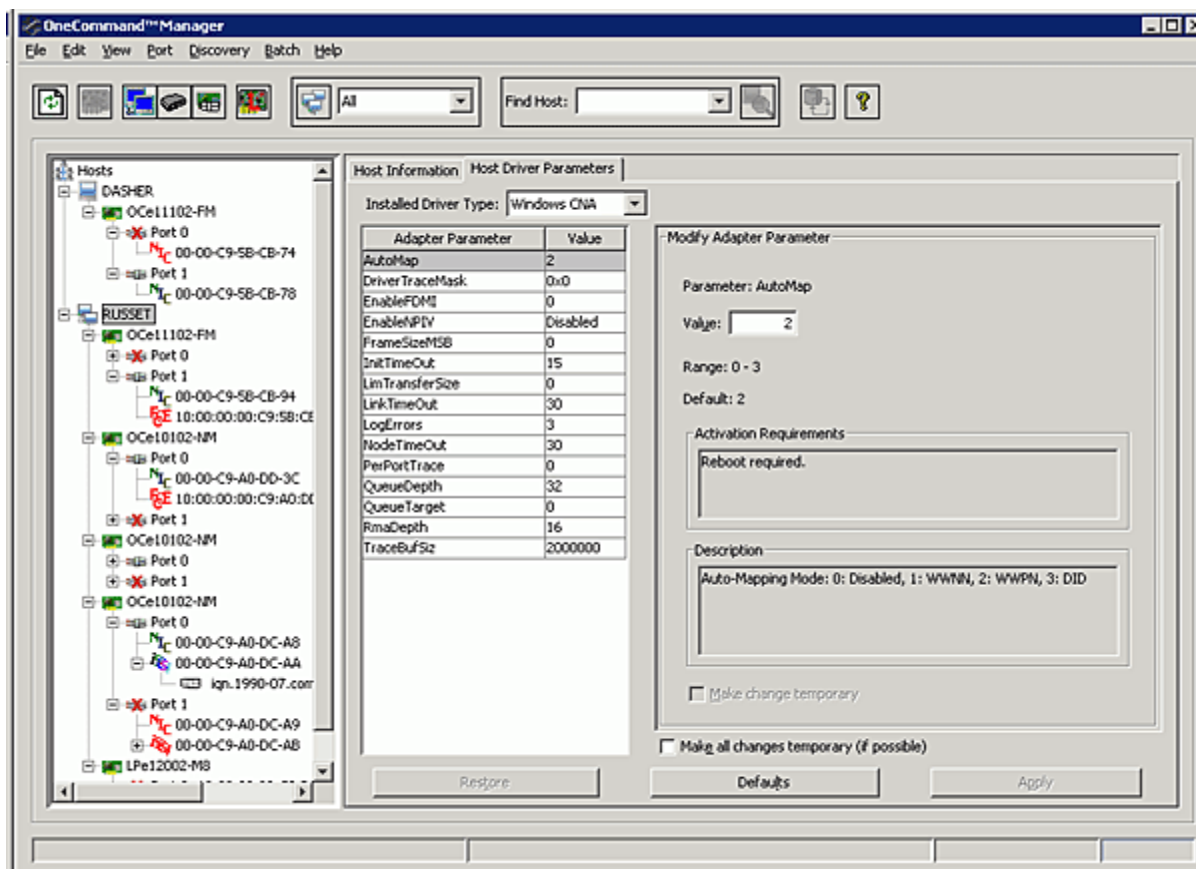 OneCommand™Manager
File Edit View Port Discovery Batch Help
All
Find Host:
Hosts
DASHER
OCe11102-FM
Port 0
NIC 00-00-C9-5B-CB-74
Port 1
NIC 00-00-C9-5B-CB-78
RUSSET
OCe11102-FM
Port 0
Port 1
NIC 00-00-C9-5B-CB-94
FCoE 10:00:00:00:C9:5B:CB
OCe10102-NM
Port 0
NIC 00-00-C9-A0-DD-3C
FCoE 10:00:00:00:C9:A0:DD
Port 1
OCe10102-NM
Port 0
Port 1
OCe10102-NM
Port 0
NIC 00-00-C9-A0-DC-A8
00-00-C9-A0-DC-AA
iqn.1990-07.com
Port 1
NIC 00-00-C9-A0-DC-A9
00-00-C9-A0-DC-AB
LPe12002-M8
Host Information Host Driver Parameters
Installed Driver Type: Windows CNA
Adapter Parameter Value
AutoMap 2
DriverTraceMask 0x0
EnableFDMI 0
EnableNPIV Disabled
FrameSizeMSB 0
InitTimeOut 15
LimTransferSize 0
LinkTimeOut 30
LogErrors 3
NodeTimeOut 30
PerPortTrace 0
QueueDepth 32
QueueTarget 0
RmaDepth 16
TraceBufSiz 2000000
Modify Adapter Parameter
Parameter: AutoMap
Value: 2
Range: 0 - 3
Default: 2
Activation Requirements
Reboot required.
Description
Auto-Mapping Mode: 0: Disabled, 1: WWNN, 2: WWPN, 3: DID
Make change temporary
Make all changes temporary (if possible)
Restore Defaults Apply